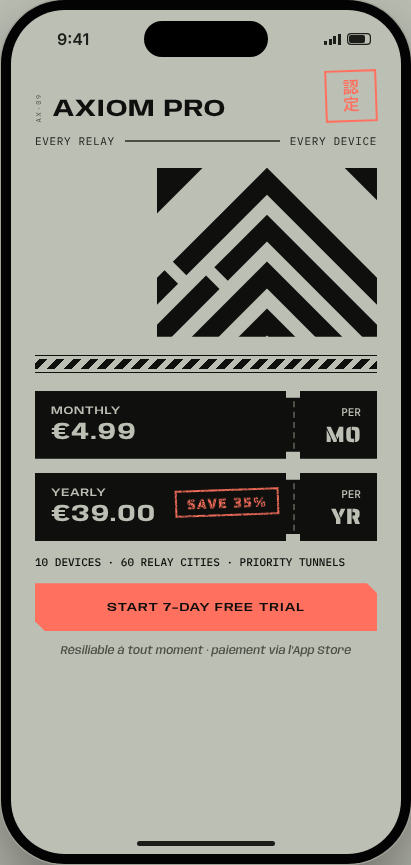 9:41
認定
AX-09
AXIOM PRO
EVERY RELAY EVERY DEVICE
MONTHLY
€4.99
PER
MO
YEARLY
€39.00
SAVE 35%
PER
YR
10 DEVICES · 60 RELAY CITIES · PRIORITY TUNNELS
START 7-DAY FREE TRIAL
Résiliable à tout moment · paiement via l'App Store